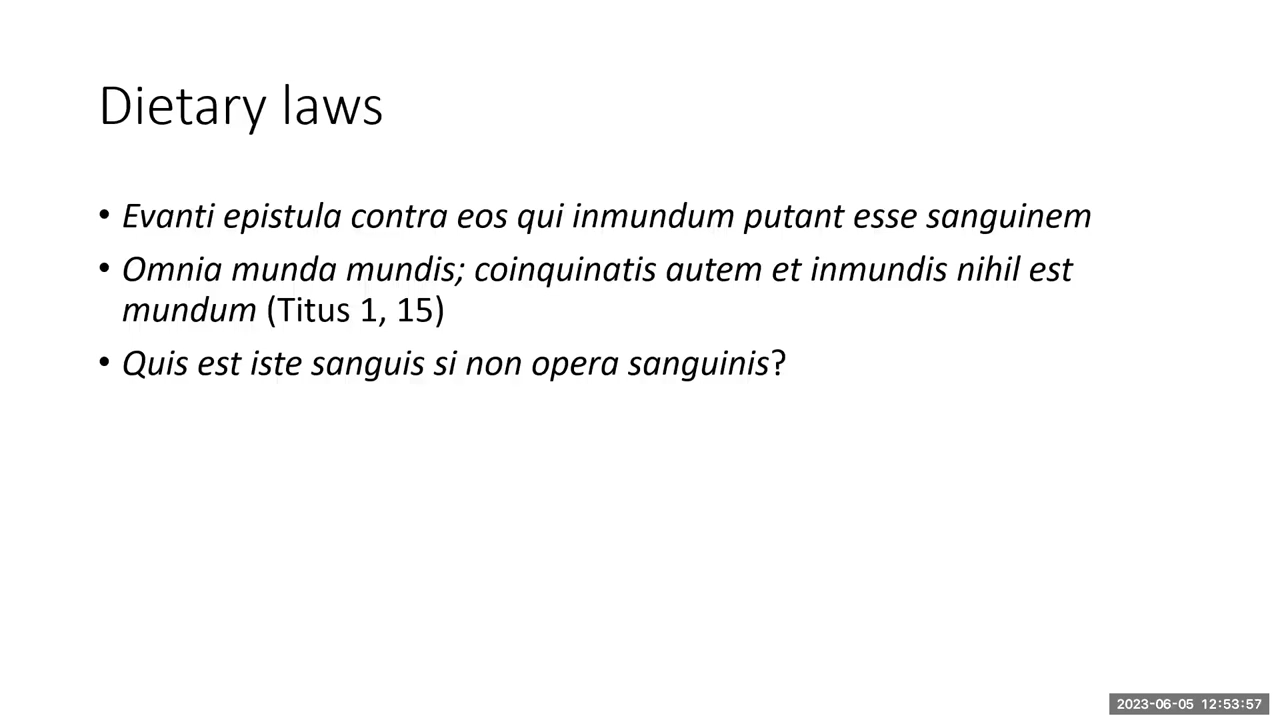 Dietary laws
• Evanti epistula contra eos qui inmundum putant esse sanguinem
• Omnia munda mundis; coinquinatis autem et inmundis nihil est
mundum (Titus 1, 15)
• Quis est iste sanguis si non opera sanguinis?
2023-06-05 12:53:57